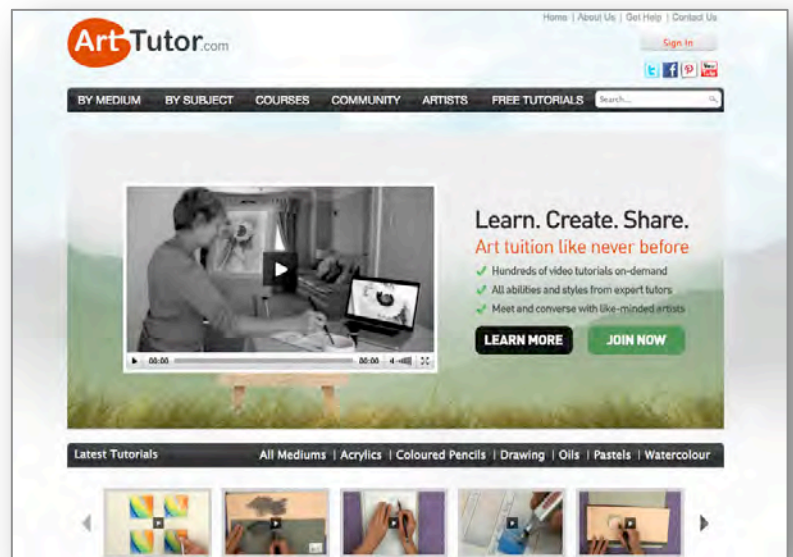 Home | About Us | Get Help | Contact Us
ArtTutor.com
Sign In
BY MEDIUM BY SUBJECT COURSES COMMUNITY ARTISTS FREE TUTORIALS Search...
Learn. Create. Share.
Art tuition like never before
Hundreds of video tutorials on-demand
All abilities and styles from expert tutors
Meet and converse with like-minded artists
LEARN MORE JOIN NOW
00:00 00:00
Latest Tutorials All Mediums | Acrylics | Coloured Pencils | Drawing | Oils | Pastels | Watercolour